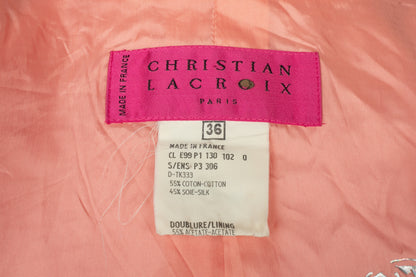 MADE IN FRANCE
CHRISTIAN
LACROIX
PARIS
36
MADE IN FRANCE
CL E99 P1 130 102 0
S/ENS: P3 306
D-TK333
55% COTON-COTTON
45% SOIE-SILK
DOUBLURE/LINING
55% ACETATE-ACETATE